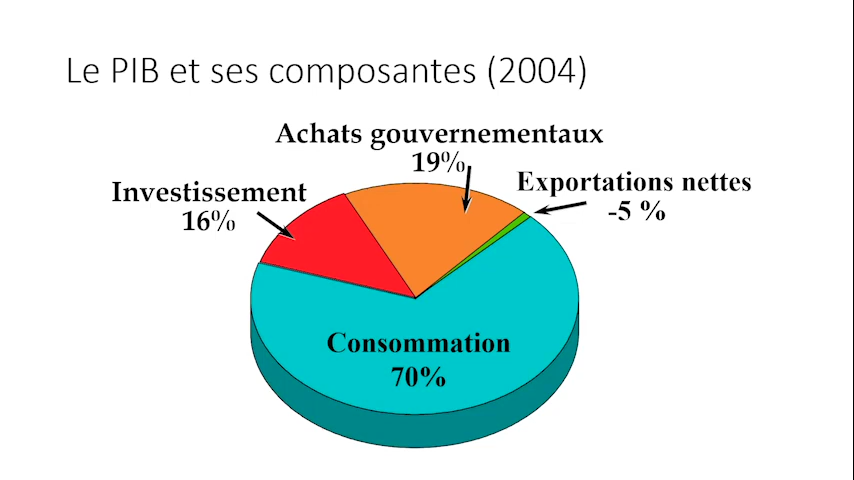 Le PIB et ses composantes (2004)
Achats gouvernementaux
19%
Exportations nettes
-5 %
Investissement
16%
Consommation
70%